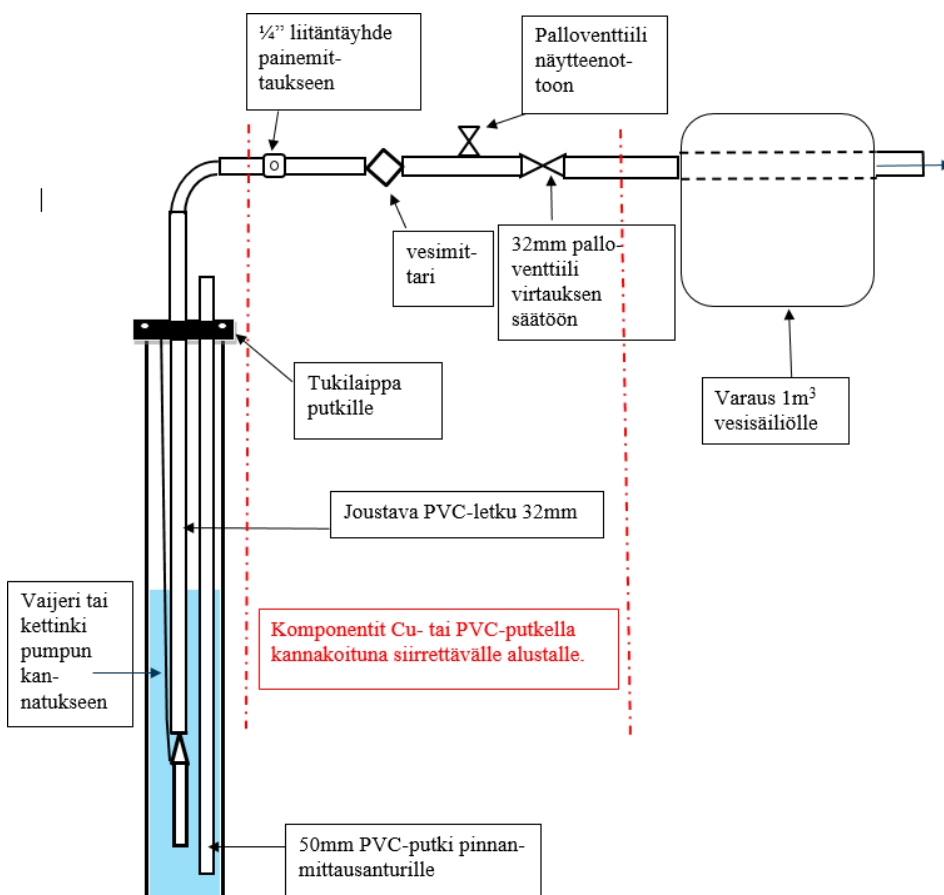 ¼” liitäntäyhde
painemit-
taukseen
Palloventtiili
näytteenot-
toon
vesimit-
tari
32mm pallo-
venttiili
virtauksen
säätöön
Tukilaippa
putkille
Varaus 1m³
vesisäiliölle
Joustava PVC-letku 32mm
Vaijeri tai
kettinki
pumpun
kan-
natukseen
Komponentit Cu- tai PVC-putkella
kannakoituna siirrettävälle alustalle.
50mm PVC-putki pinnan-
mittausanturille